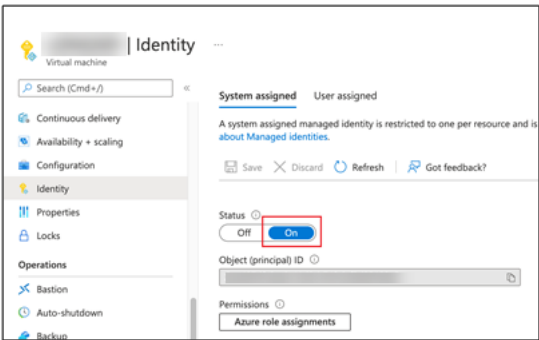 | Identity ...
Virtual machine
Search (Cmd+/)
«
Continuous delivery
Availability + scaling
Configuration
Identity
Properties
Locks
Operations
Bastion
Auto-shutdown
Backup
System assigned User assigned
A system assigned managed identity is restricted to one per resource and is
about Managed identities.
Save Discard Refresh Got feedback?
Status
Off On
Object (principal) ID
Permissions
Azure role assignments